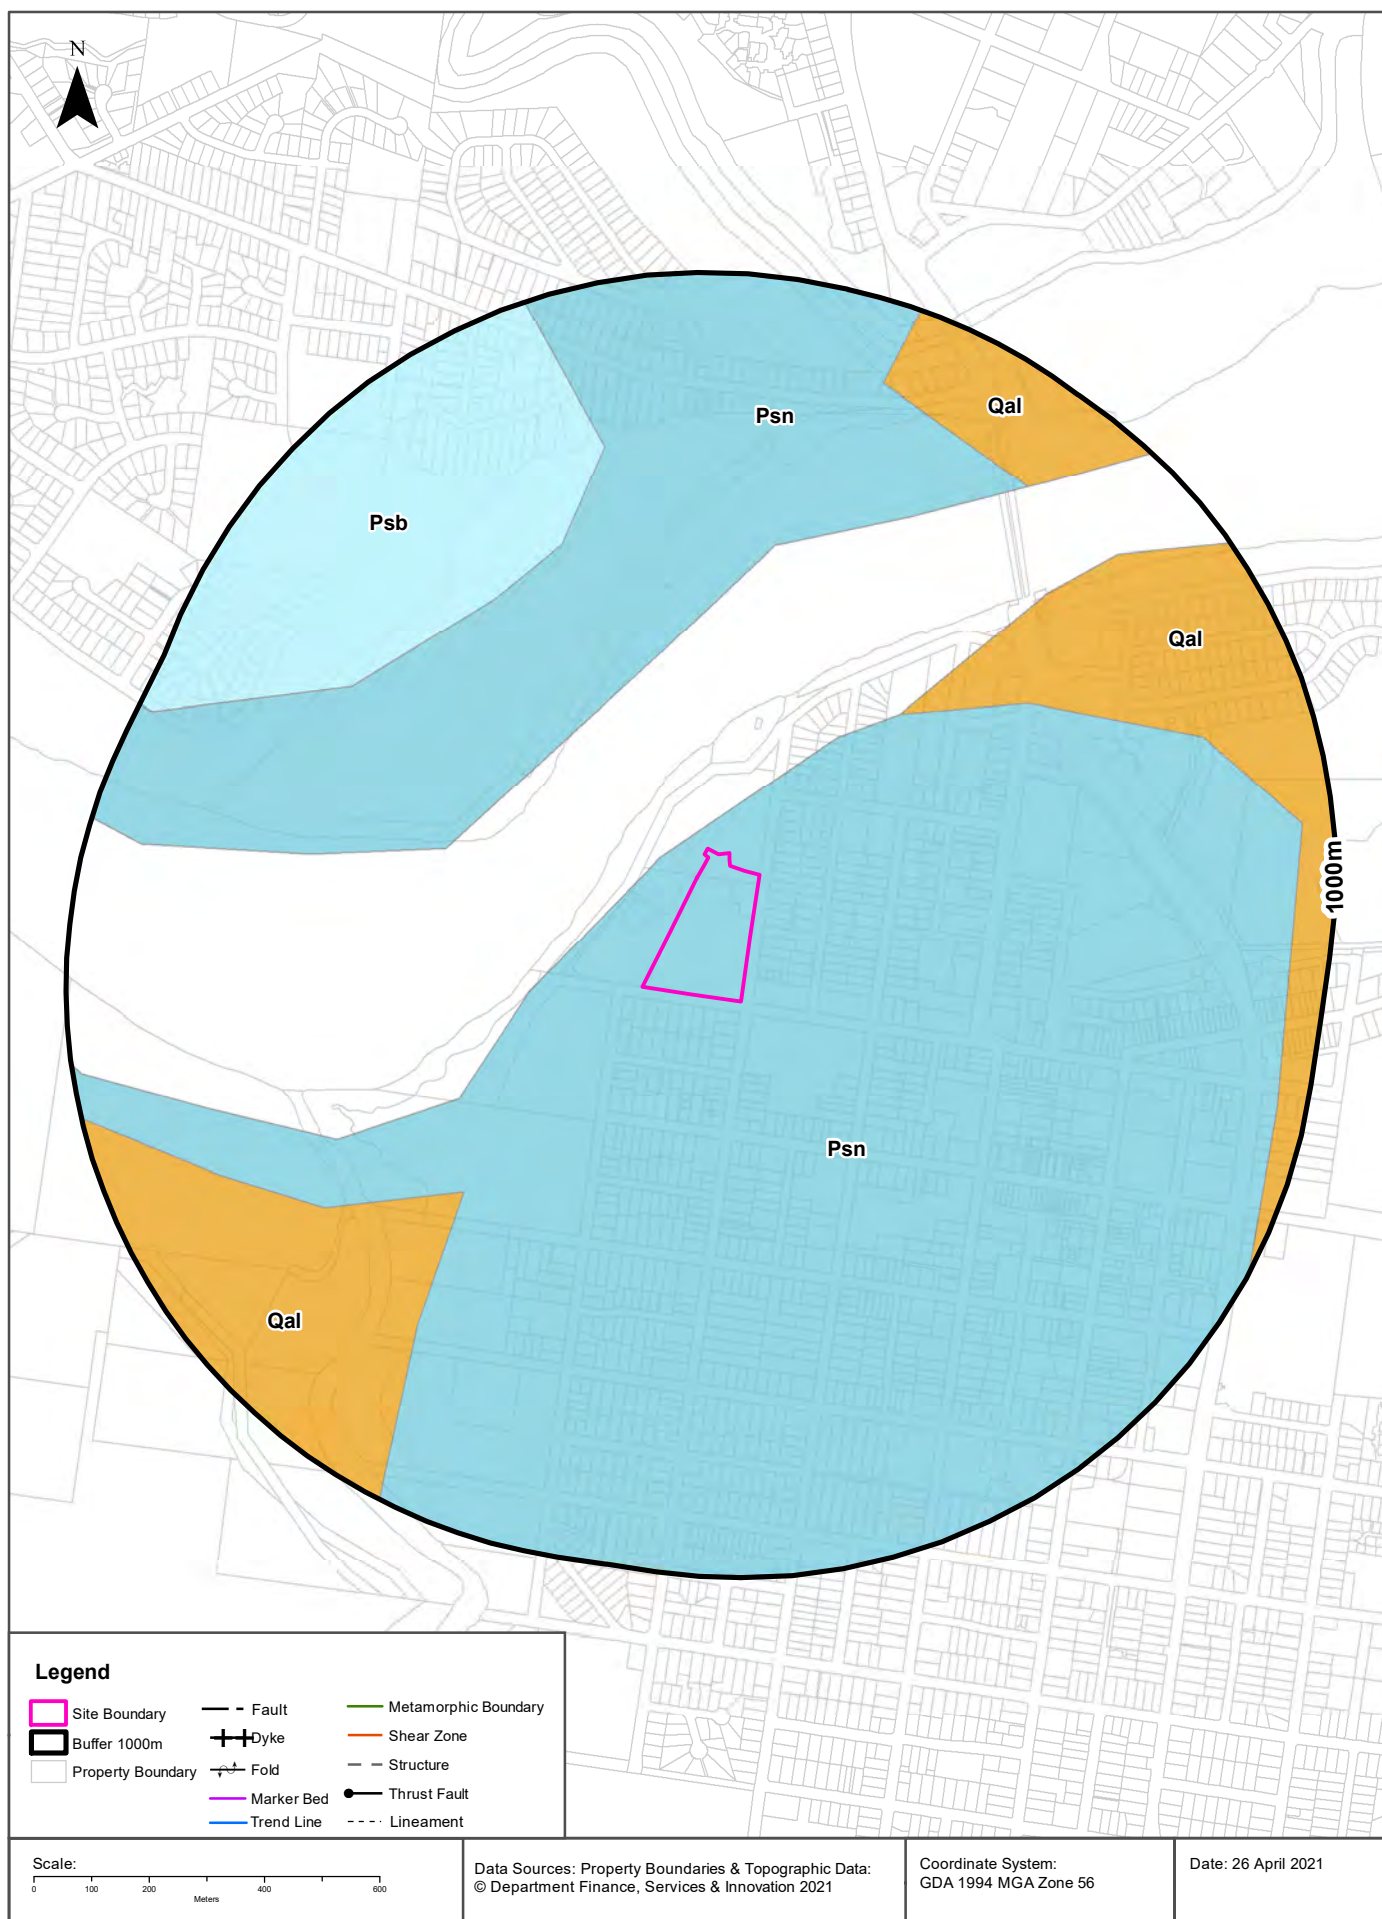 N
Psn
Qal
Psb
Qal
1000m
Psn
Qal
Legend
Site Boundary
Buffer 1000m
Property Boundary
Fault
Dyke
Fold
Marker Bed
Trend Line
Metamorphic Boundary
Shear Zone
Structure
Thrust Fault
Lineament
Scale:
0 100 200 400 600
Meters
Data Sources: Property Boundaries & Topographic Data:
© Department Finance, Services & Innovation 2021
Coordinate System:
GDA 1994 MGA Zone 56
Date: 26 April 2021